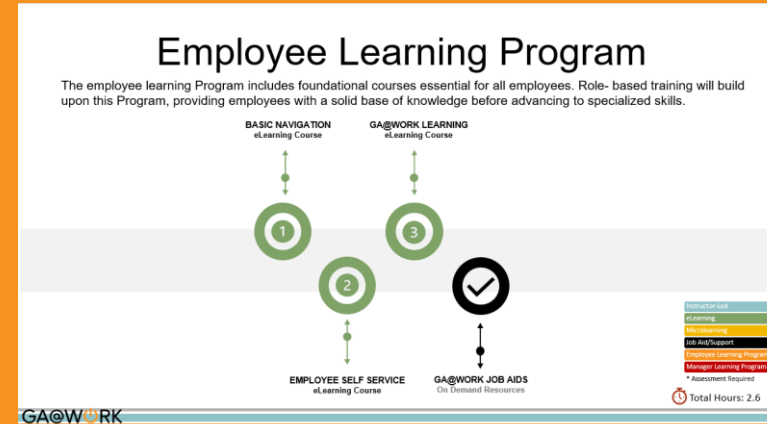 Employee Learning Program
The employee learning Program includes foundational courses essential for all employees. Role- based training will build
upon this Program, providing employees with a solid base of knowledge before advancing to specialized skills.
BASIC NAVIGATION
eLearning Course
GA@WORK LEARNING
eLearning Course
1
3
2
EMPLOYEE SELF SERVICE
eLearning Course
GA@WORK JOB AIDS
On Demand Resources
Instructor-Led
eLearning
Microlearning
Job Aid/Support
Employee Learning Program
Manager Learning Program
* Assessment Required
Total Hours: 2.6
GA@WORK